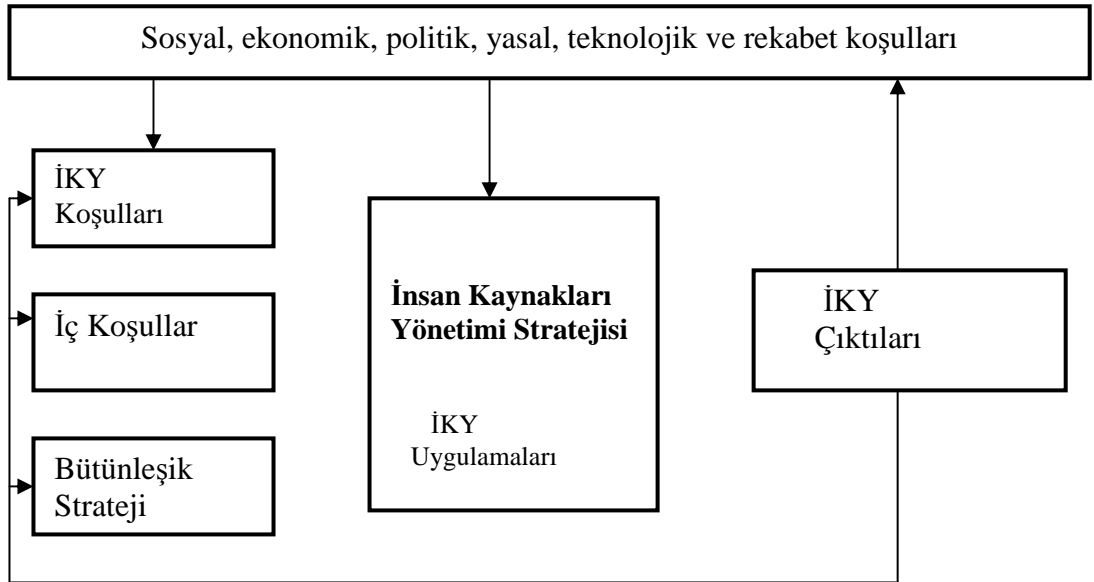 Sosyal, ekonomik, politik, yasal, teknolojik ve rekabet koşulları
İKY
Koşulları
İç Koşullar
Bütünleşik
Strateji
İnsan Kaynakları
Yönetimi Stratejisi
İKY
Uygulamaları
İKY
Çıktıları